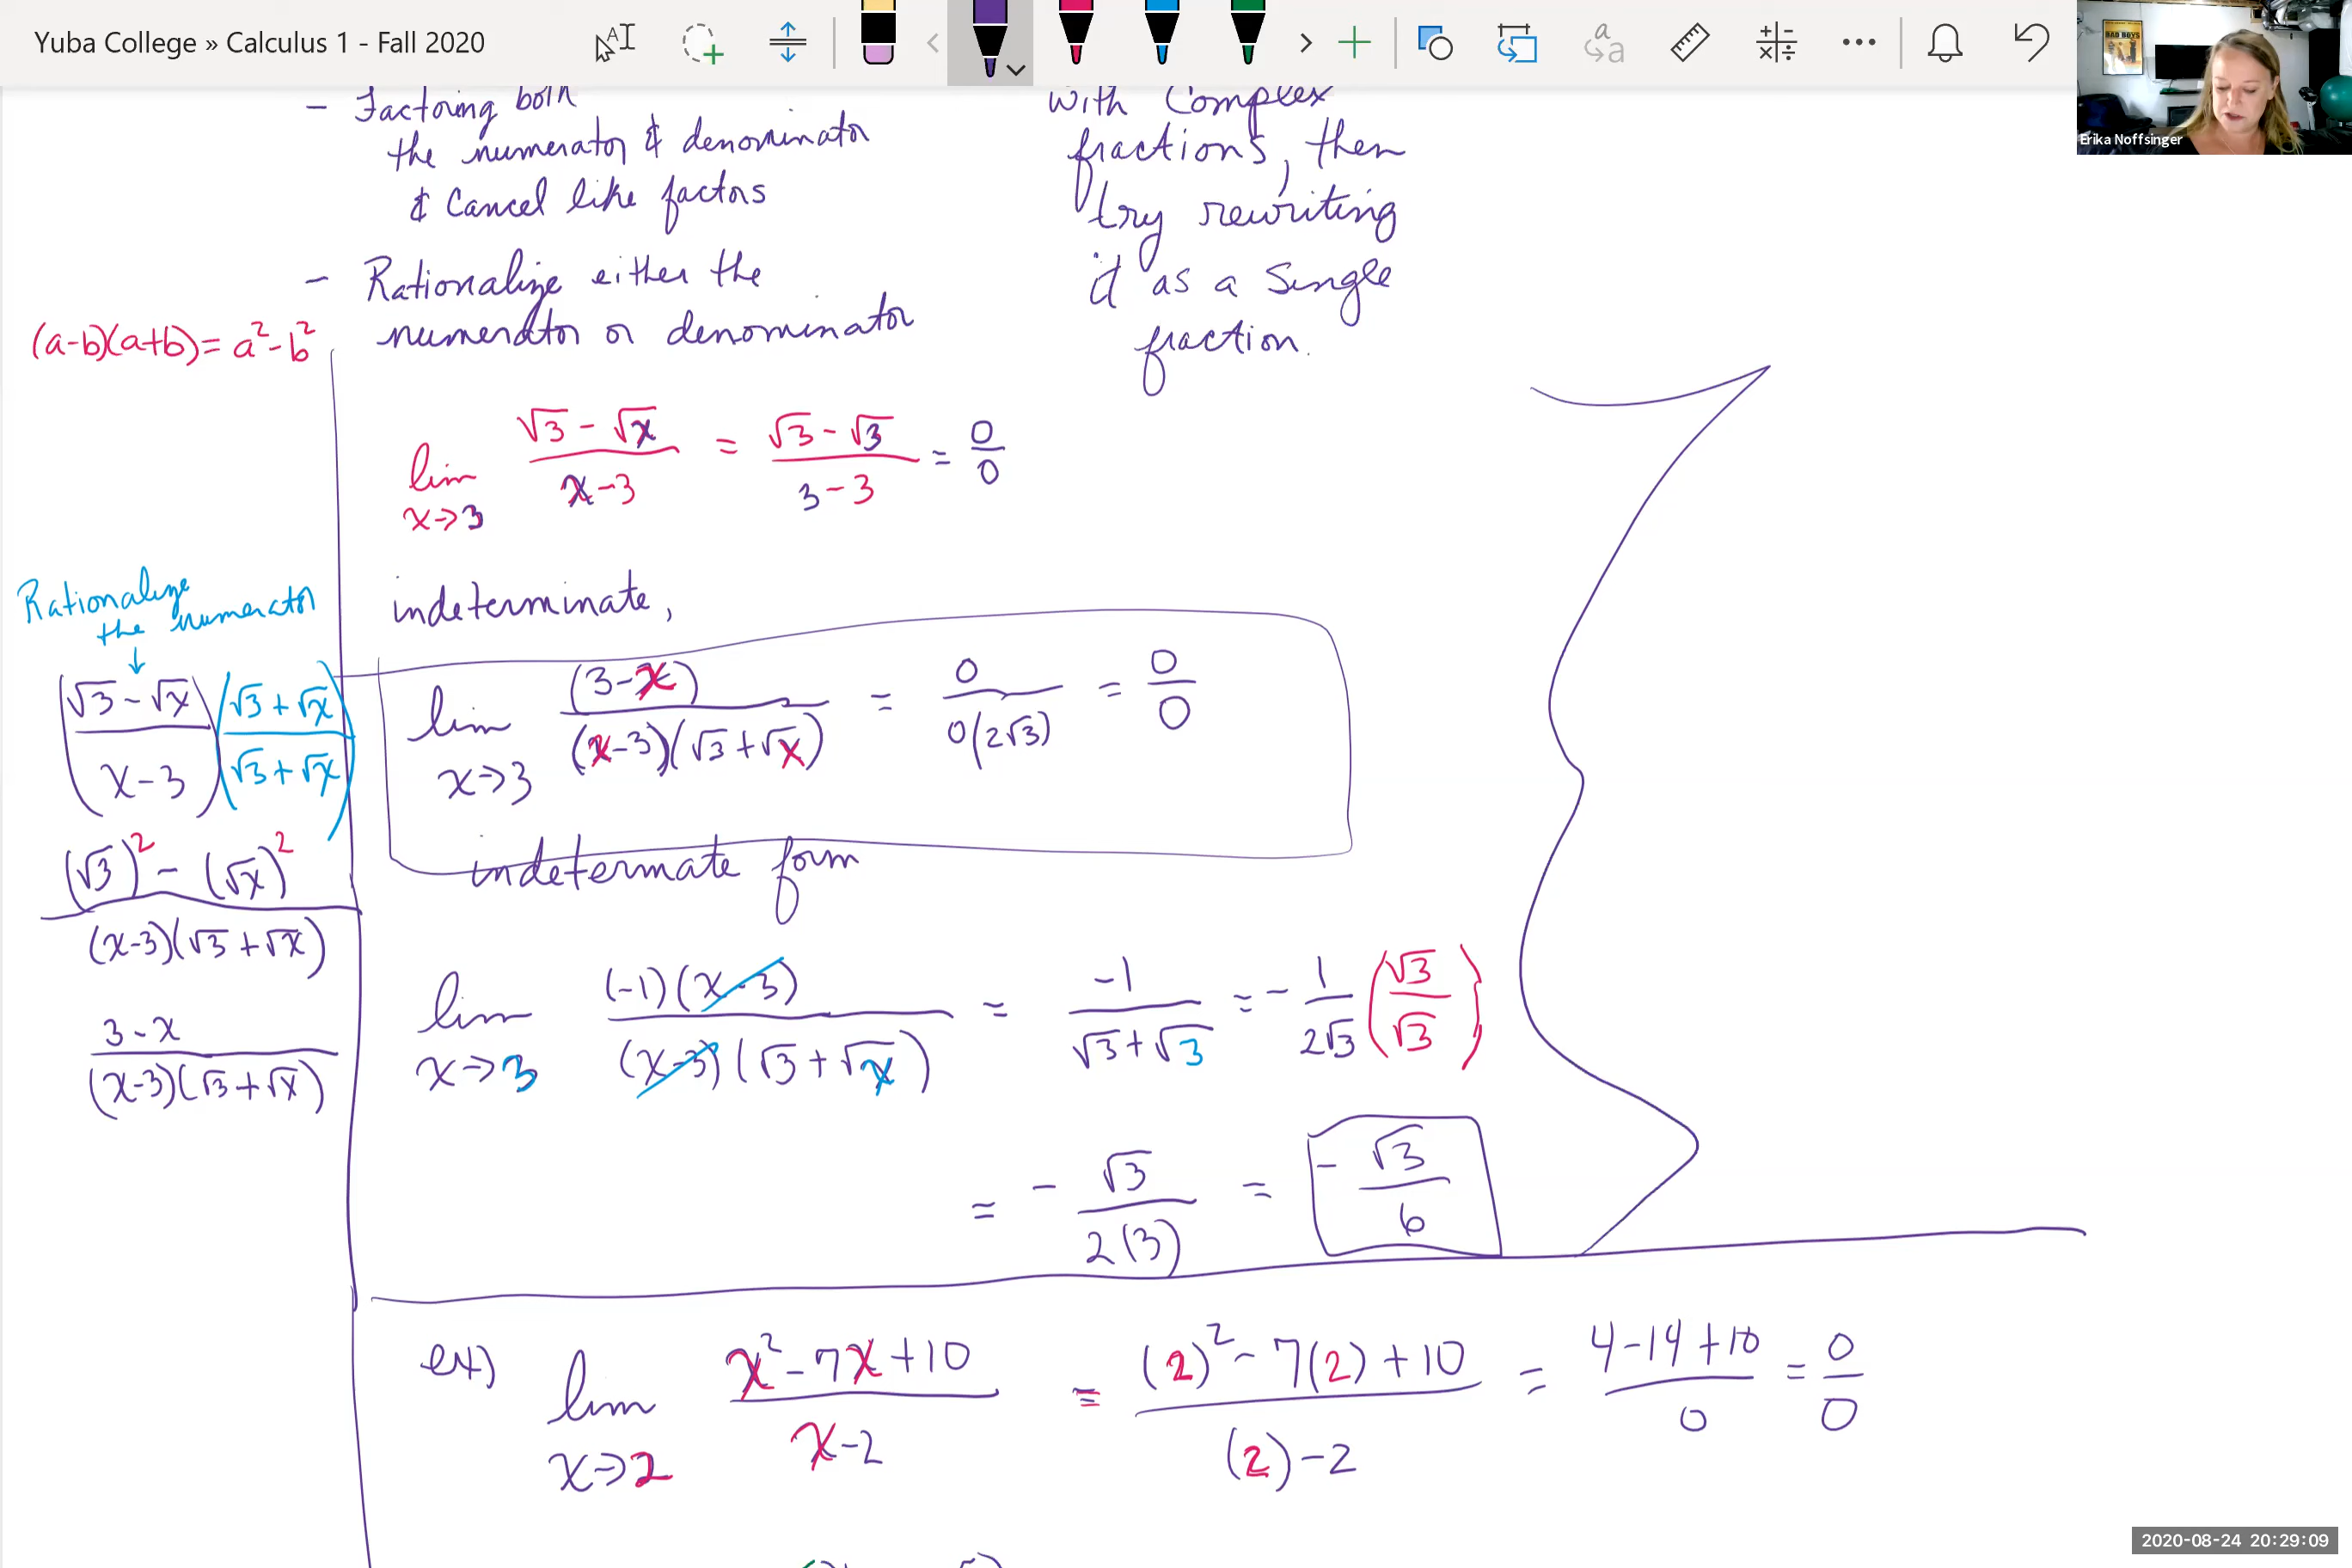 Yuba College » Calculus 1 - Fall 2020
Erika Noffsinger
- Factoring both
the numerator & denominator
& Cancel like factors
- Rationalize either the
numerator or denominator
with Complex
fractions, then
try rewriting
it as a Single
fraction.
(a-b)(a+b) = a² - b²
lim x→3 (√3 - √x)/(x-3) = (√3 - √3)/(3-3) = 0/0
indeterminate,
Rationalize
the numerator
↓
((√3 - √x)/(x-3)) ((√3 + √x)/(√3 + √x))
((√3)² - (√x)²)/((x-3)(√3 + √x))
(3-x)/((x-3)(√3 + √x))
lim x→3 (3-x)/((x-3)(√3 + √x)) = 0/(0(2√3)) = 0/0
indetermate form
lim x→3 ((-1)(x-3))/((x-3)(√3 + √x)) = -1/(√3 + √3) = - 1/(2√3) (√3/√3)
= - √3/(2(3)) = - √3/6
ex) lim x→2 (x² - 7x + 10)/(x-2) = ((2)² - 7(2) + 10)/((2)-2) = (4-14+10)/0 = 0/0
2020-08-24 20:29:09